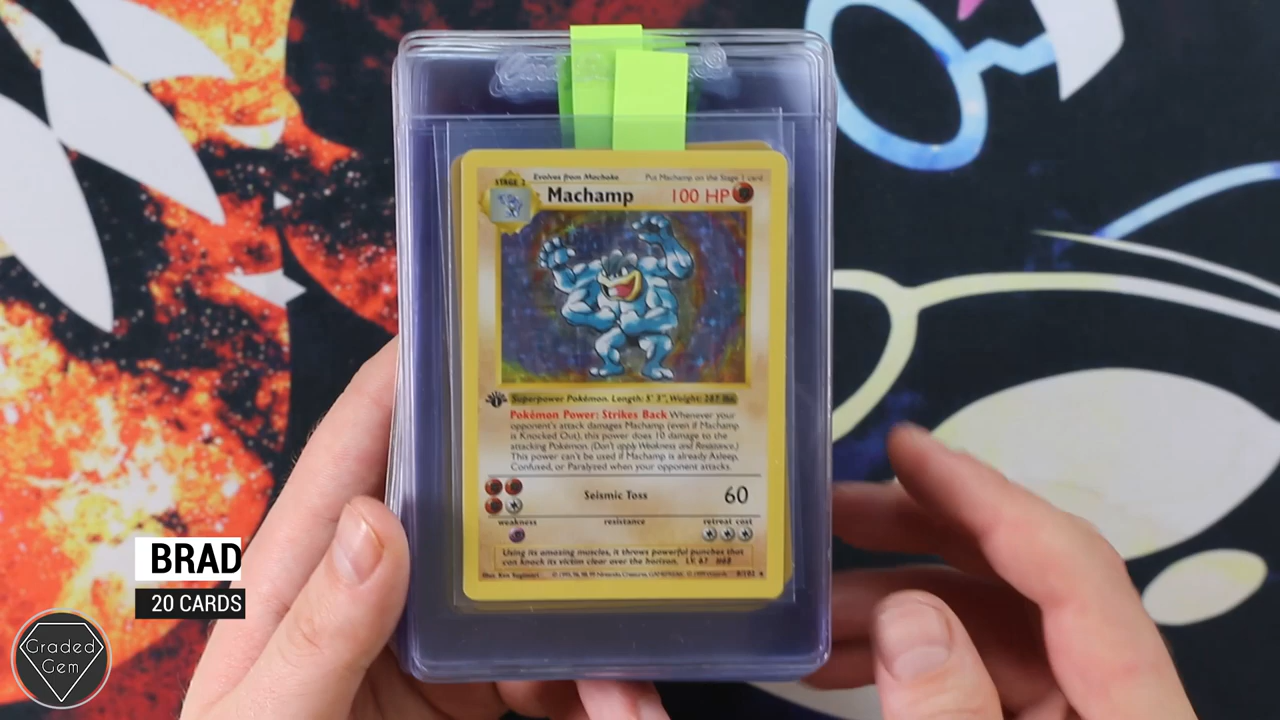 STAGE 2
Evolves from Machoke
Put Machamp on the Stage 1 card
Machamp
100 HP
Superpower Pokémon. Length: 5' 3", Weight: 287 lbs
Pokémon Power: Strikes Back Whenever your
opponent's attack damages Machamp (even if Machamp
is Knocked Out), this power does 10 damage to the
attacking Pokémon. (Don't apply Weakness and Resistance.)
This power can't be used if Machamp is already Asleep,
Confused, or Paralyzed when your opponent attacks.
Seismic Toss
60
weakness
resistance
retreat cost
Using its amazing muscles, it throws powerful punches that
can knock its victim clear over the horizon. LV. 67 #68
8/102
BRAD
20 CARDS
Graded
Gem